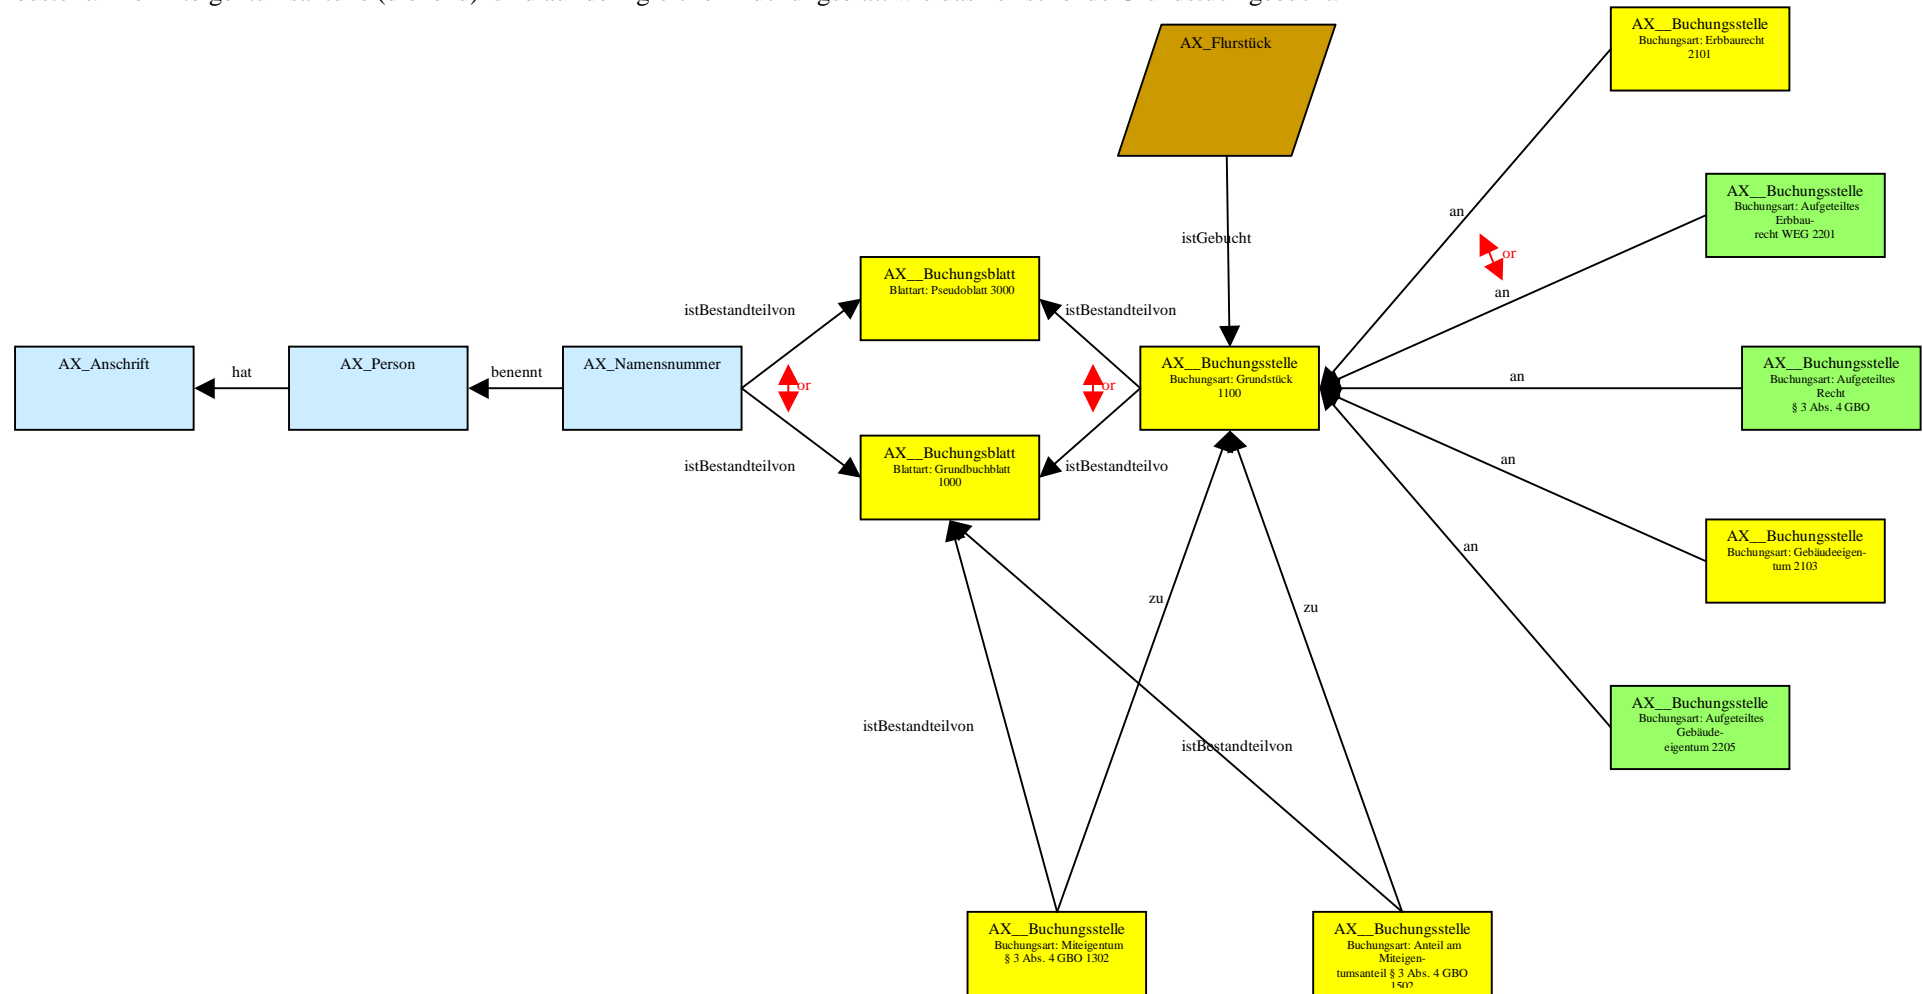 AX_Flurstück
AX__Buchungsstelle
Buchungsart: Erbbaurecht
2101
AX__Buchungsstelle
Buchungsart: Aufgeteiltes
Erbbau-
recht WEG 2201
an
or
an
istGebucht
AX__Buchungsblatt
Blattart: Pseudoblatt 3000
istBestandteilvon
istBestandteilvon
AX_Anschrift
hat
AX_Person
benennt
AX_Namensnummer
or
or
AX__Buchungsstelle
Buchungsart: Grundstück
1100
an
AX__Buchungsstelle
Buchungsart: Aufgeteiltes
Recht
§ 3 Abs. 4 GBO
istBestandteilvon
AX__Buchungsblatt
Blattart: Grundbuchblatt
1000
istBestandteilvo
an
AX__Buchungsstelle
Buchungsart: Gebäudeeigen-
tum 2103
an
zu
zu
AX__Buchungsstelle
Buchungsart: Aufgeteiltes
Gebäude-
eigentum 2205
istBestandteilvon
istBestandteilvon
AX__Buchungsstelle
Buchungsart: Miteigentum
§ 3 Abs. 4 GBO 1302
AX__Buchungsstelle
Buchungsart: Anteil am
Miteigen-
tumsanteil § 3 Abs. 4 GBO
1502